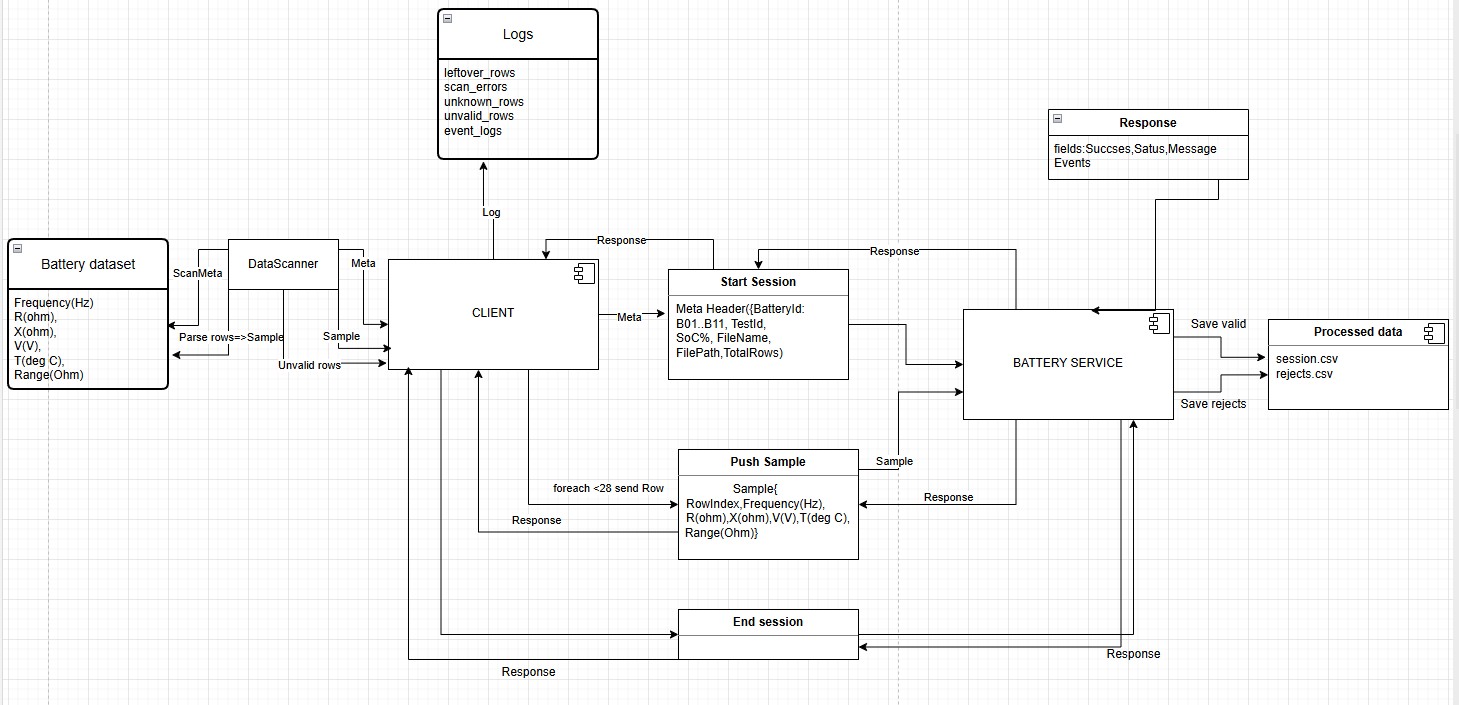 Logs
leftover_rows
scan_errors
unknown_rows
unvalid_rows
event_logs
Response
fields:Succses,Satus,Message
Events
Log
Battery dataset
Frequency(Hz)
R(ohm),
X(ohm),
V(V),
T(deg C),
Range(Ohm)
ScanMeta
DataScanner
Meta
Parse rows=>Sample
Sample
Unvalid rows
CLIENT
Response
Meta
Start Session
Meta Header({BatteryId:
B01..B11, TestId,
SoC%, FileName,
FilePath,TotalRows)
Response
BATTERY SERVICE
Save valid
Save rejects
Processed data
session.csv
rejects.csv
foreach <28 send Row
Response
Push Sample
Sample{
RowIndex,Frequency(Hz),
R(ohm),X(ohm),V(V),T(deg C),
Range(Ohm)}
Sample
Response
End session
Response
Response